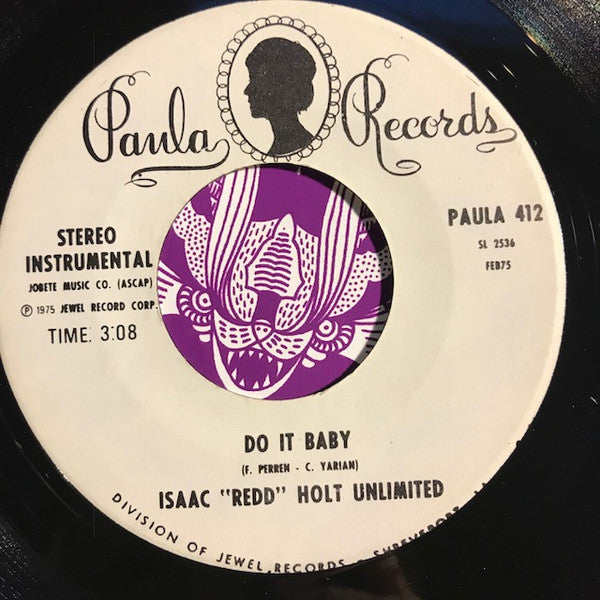 Paula Records
PAULA 412
SL 2536
FEB75
STEREO
INSTRUMENTAL
JOBETE MUSIC CO. (ASCAP)
Ⓟ 1975 JEWEL RECORD CORP.
TIME: 3:08
DO IT BABY
(F. PERREN - C. YARIAN)
ISAAC "REDD" HOLT UNLIMITED
DIVISION OF JEWEL RECORDS